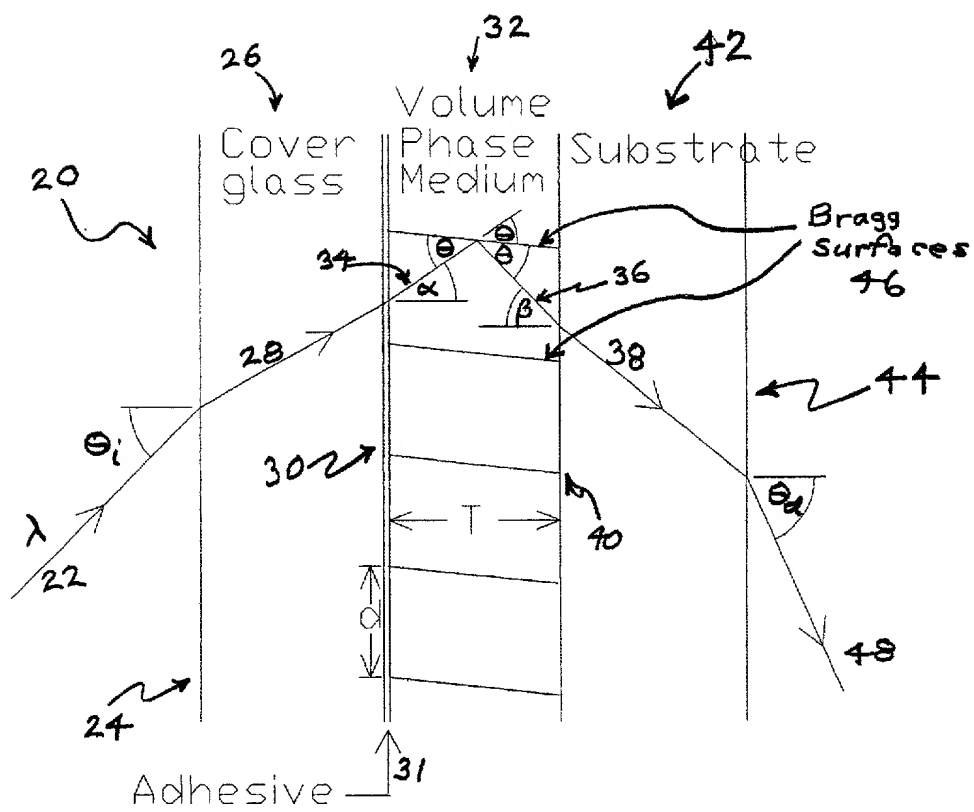 32
26
42
Volume
Phase
Medium
Cover
glass
Substrate
20
Bragg
Surfaces
46
34
Θ
Θ
Θ
α
36
β
28
38
44
Θi
30
40
T
Θd
λ
22
d
48
24
31
Adhesive